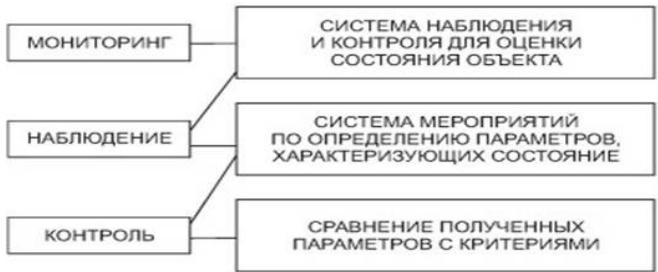 МОНИТОРИНГ
СИСТЕМА НАБЛЮДЕНИЯ
И КОНТРОЛЯ ДЛЯ ОЦЕНКИ
СОСТОЯНИЯ ОБЪЕКТА
НАБЛЮДЕНИЕ
СИСТЕМА МЕРОПРИЯТИЙ
ПО ОПРЕДЕЛЕНИЮ ПАРАМЕТРОВ,
ХАРАКТЕРИЗУЮЩИХ СОСТОЯНИЕ
КОНТРОЛЬ
СРАВНЕНИЕ ПОЛУЧЕННЫХ
ПАРАМЕТРОВ С КРИТЕРИЯМИ